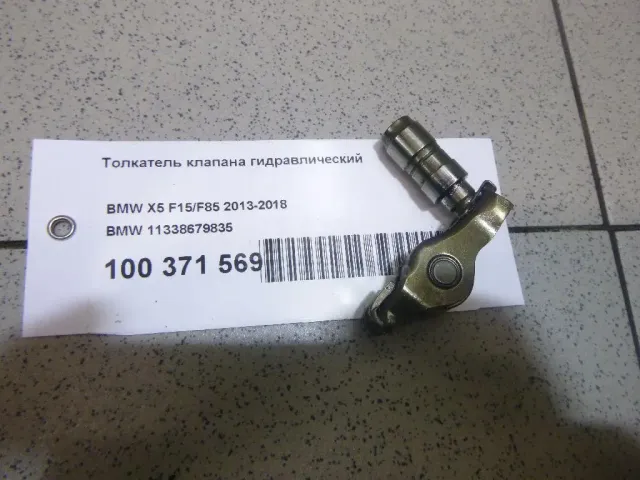 Толкатель клапана гидравлический
BMW X5 F15/F85 2013-2018
BMW 11338679835
100 371 569